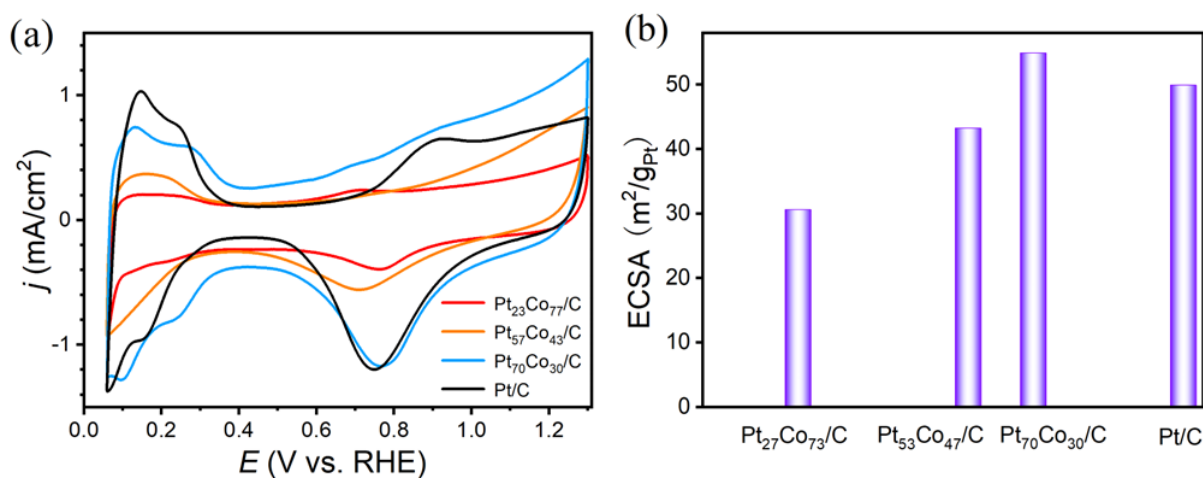 (a)
j (mA/cm²)
1
0
-1
0.0 0.2 0.4 0.6 0.8 1.0 1.2
E (V vs. RHE)
Pt₂₃Co₇₇/C
Pt₅₇Co₄₃/C
Pt₇₀Co₃₀/C
Pt/C
(b)
ECSA (m²/gPt)
50
40
30
20
10
0
Pt₂₇Co₇₃/C Pt₅₃Co₄₇/C Pt₇₀Co₃₀/C Pt/C